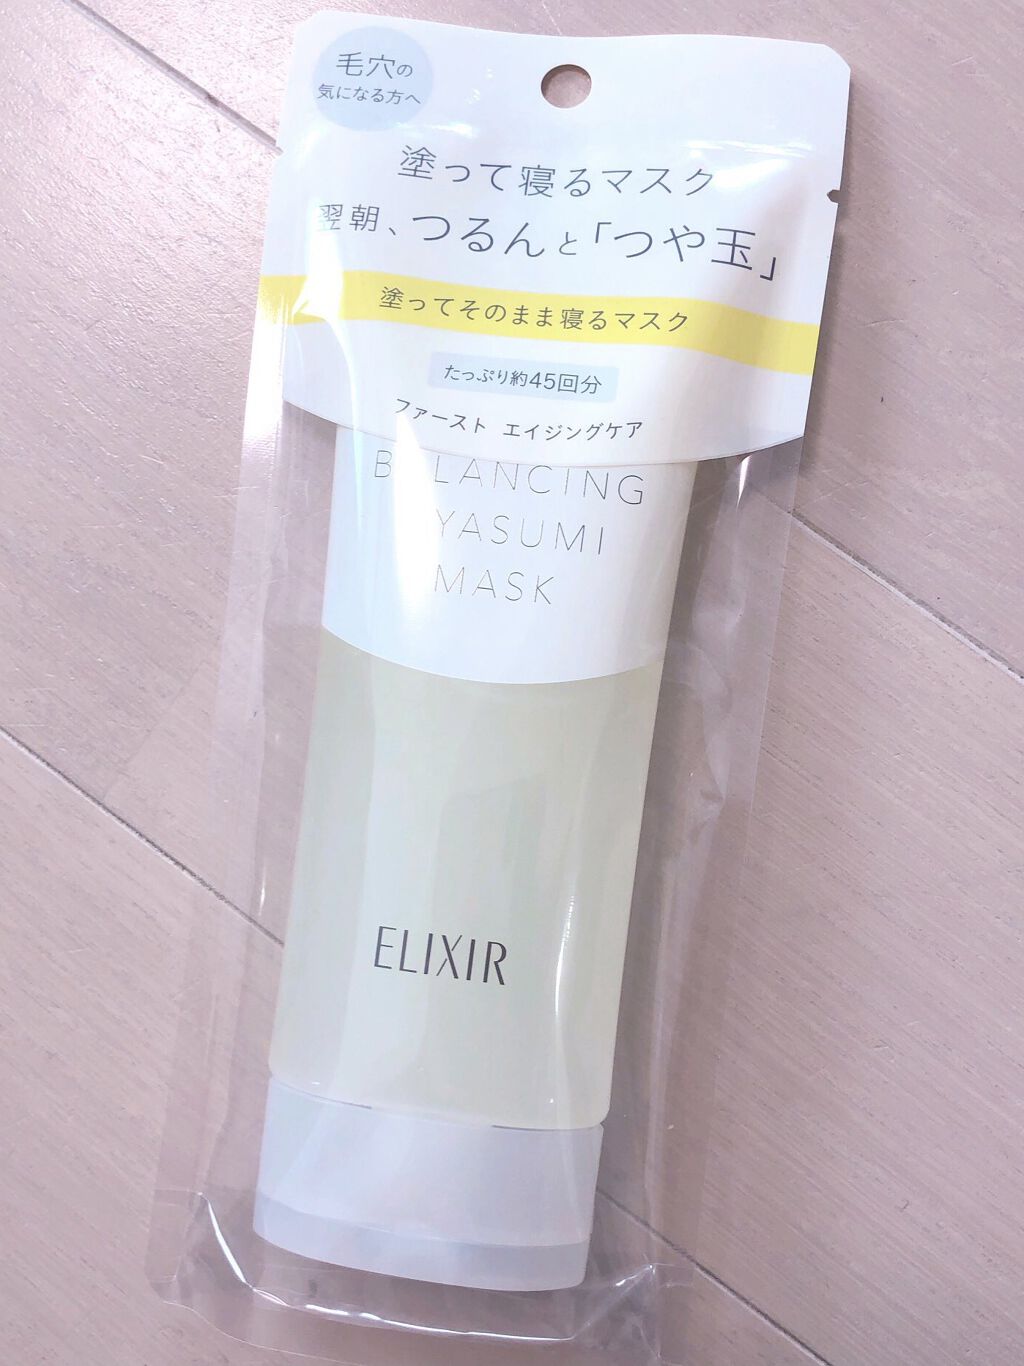 毛穴の
気になる方へ
塗って寝るマスク
翌朝、つるんと「つや玉」
塗ってそのまま寝るマスク
たっぷり約45回分
ファースト エイジングケア
BALANCING
OYASUMI
MASK
ELIXIR